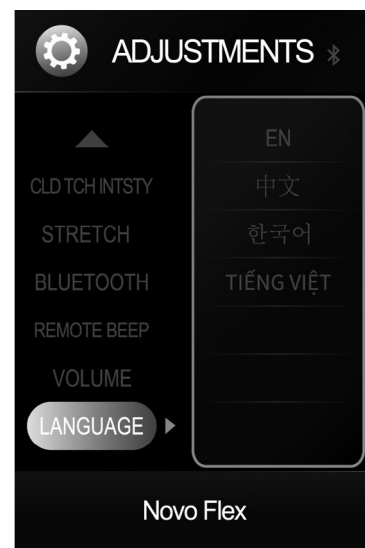 ADJUSTMENTS
CLD TCH INTSTY
STRETCH
BLUETOOTH
REMOTE BEEP
VOLUME
LANGUAGE
EN
中文
한국어
TIẾNG VIỆT
Novo Flex